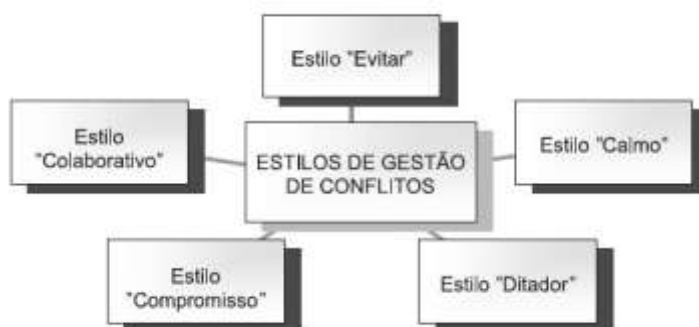 Estilo "Evitar"
Estilo
"Colaborativo"
ESTILOS DE GESTÃO
DE CONFLITOS
Estilo "Calmo"
Estilo
"Compromisso"
Estilo "Ditador"